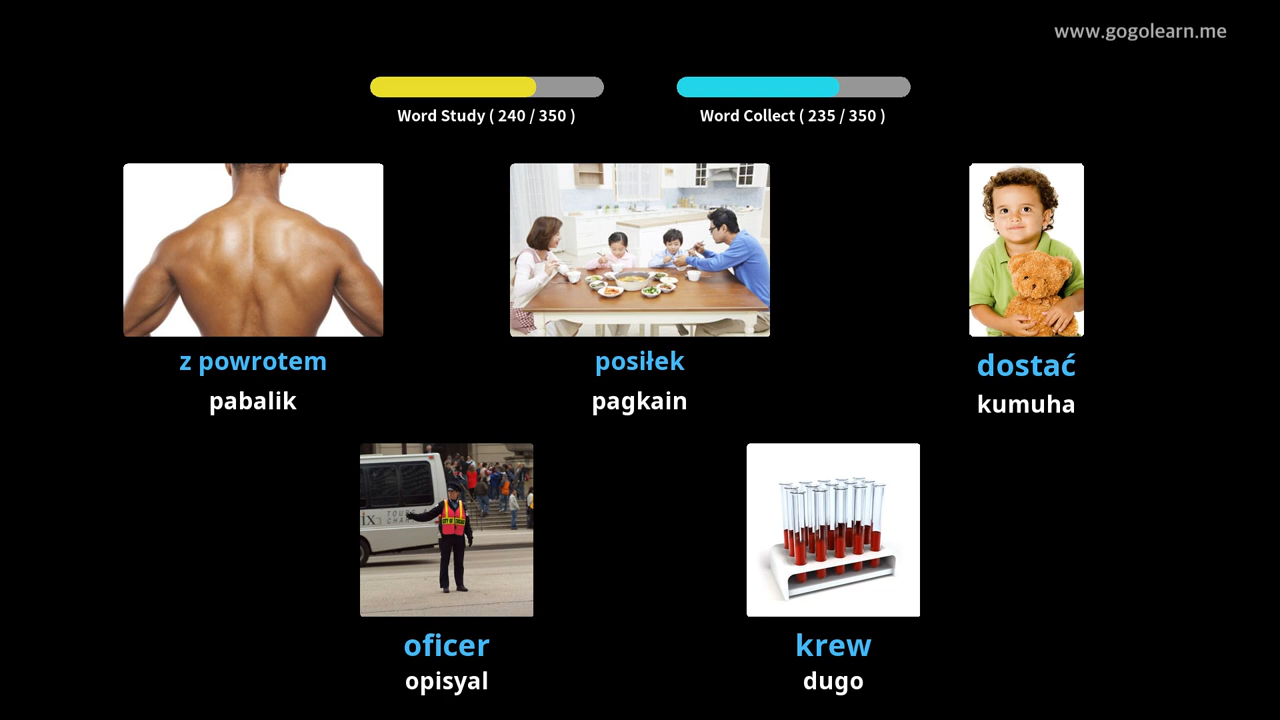 www.gogolearn.me
Word Study ( 240 / 350 )
Word Collect ( 235 / 350 )
z powrotem
posiłek
dostać
pabalik
pagkain
kumuha
oficer
krew
opisyal
dugo